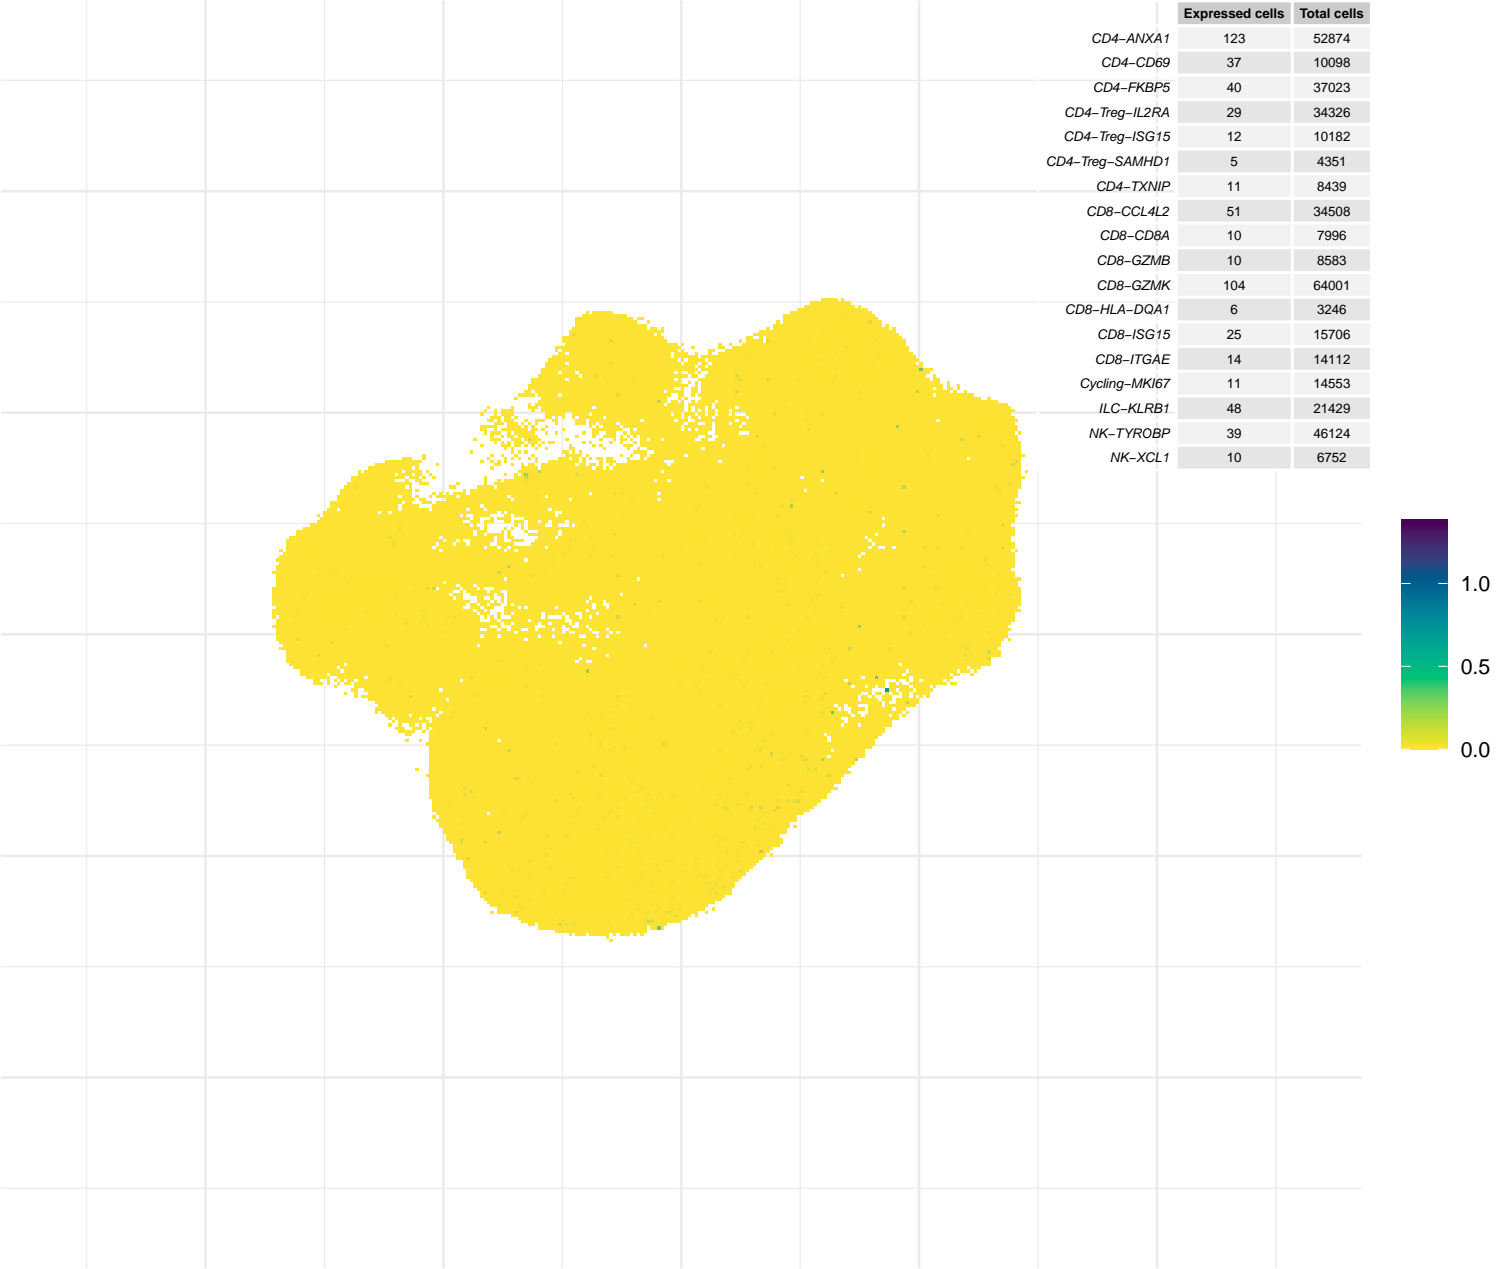 Expressed cells Total cells
CD4−ANXA1 123 52874
CD4−CD69 37 10098
CD4−FKBP5 40 37023
CD4−Treg−IL2RA 29 34326
CD4−Treg−ISG15 12 10182
CD4−Treg−SAMHD1 5 4351
CD4−TXNIP 11 8439
CD8−CCL4L2 51 34508
CD8−CD8A 10 7996
CD8−GZMB 10 8583
CD8−GZMK 104 64001
CD8−HLA−DQA1 6 3246
CD8−ISG15 25 15706
CD8−ITGAE 14 14112
Cycling−MKI67 11 14553
ILC−KLRB1 48 21429
NK−TYROBP 39 46124
NK−XCL1 10 6752
1.0
0.5
0.0